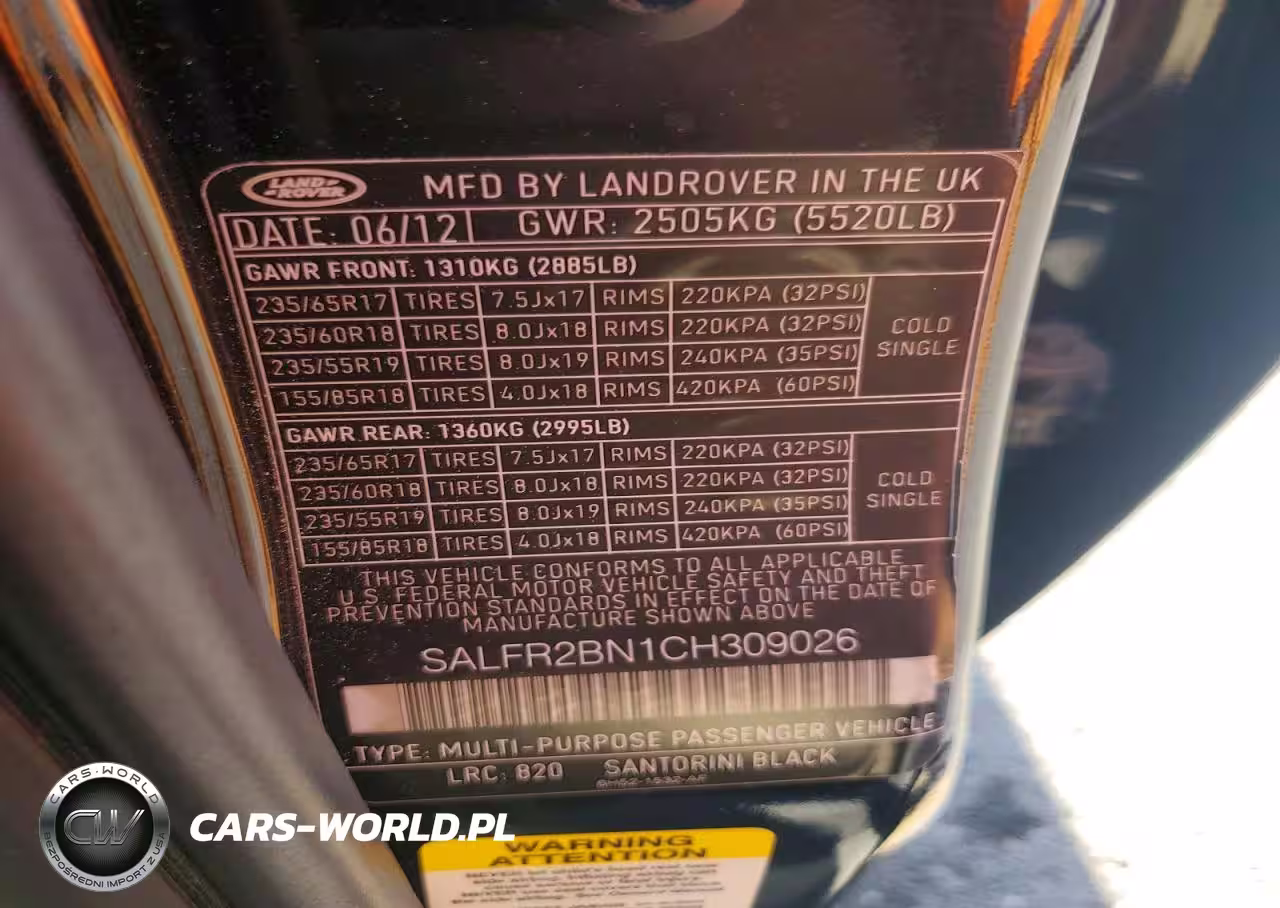 LAND ROVER MFD BY LANDROVER IN THE UK
DATE: 06/12 GWR: 2505KG (5520LB)
GAWR FRONT: 1310KG (2885LB)
235/65R17 TIRES 7.5Jx17 RIMS 220KPA (32PSI)
235/60R18 TIRES 8.0Jx18 RIMS 220KPA (32PSI)
235/55R19 TIRES 8.0Jx19 RIMS 240KPA (35PSI)
155/85R18 TIRES 4.0Jx18 RIMS 420KPA (60PSI)
COLD
SINGLE
GAWR REAR: 1360KG (2995LB)
235/65R17 TIRES 7.5Jx17 RIMS 220KPA (32PSI)
235/60R18 TIRES 8.0Jx18 RIMS 220KPA (32PSI)
235/55R19 TIRES 8.0Jx19 RIMS 240KPA (35PSI)
155/85R18 TIRES 4.0Jx18 RIMS 420KPA (60PSI)
COLD
SINGLE
THIS VEHICLE CONFORMS TO ALL APPLICABLE
U.S. FEDERAL MOTOR VEHICLE SAFETY AND THEFT
PREVENTION STANDARDS IN EFFECT ON THE DATE OF
MANUFACTURE SHOWN ABOVE
SALFR2BN1CH309026
TYPE: MULTI-PURPOSE PASSENGER VEHICLE
LRC: 820 SANTORINI BLACK
CARS-WORLD
CW
BEZPOŚREDNI IMPORT Z USA
CARS-WORLD.PL
WARNING
ATTENTION